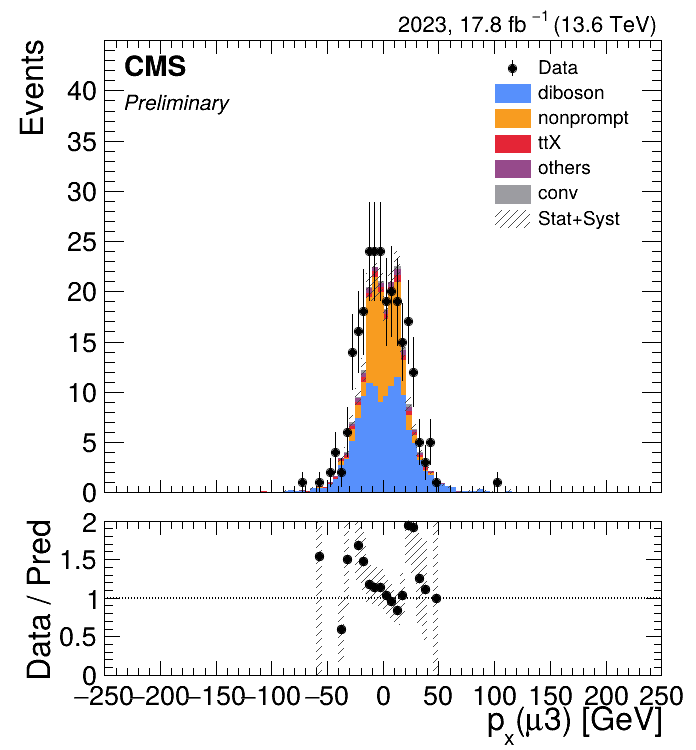 2023, 17.8 fb⁻¹ (13.6 TeV)
CMS
Preliminary
Events
40
35
30
25
20
15
10
5
0
Data
diboson
nonprompt
ttX
others
conv
Stat+Syst
Data / Pred
2
1.5
1
0.5
0
−250 −200 −150 −100 −50 0 50 100 150 200 250
pₓ(μ3) [GeV]